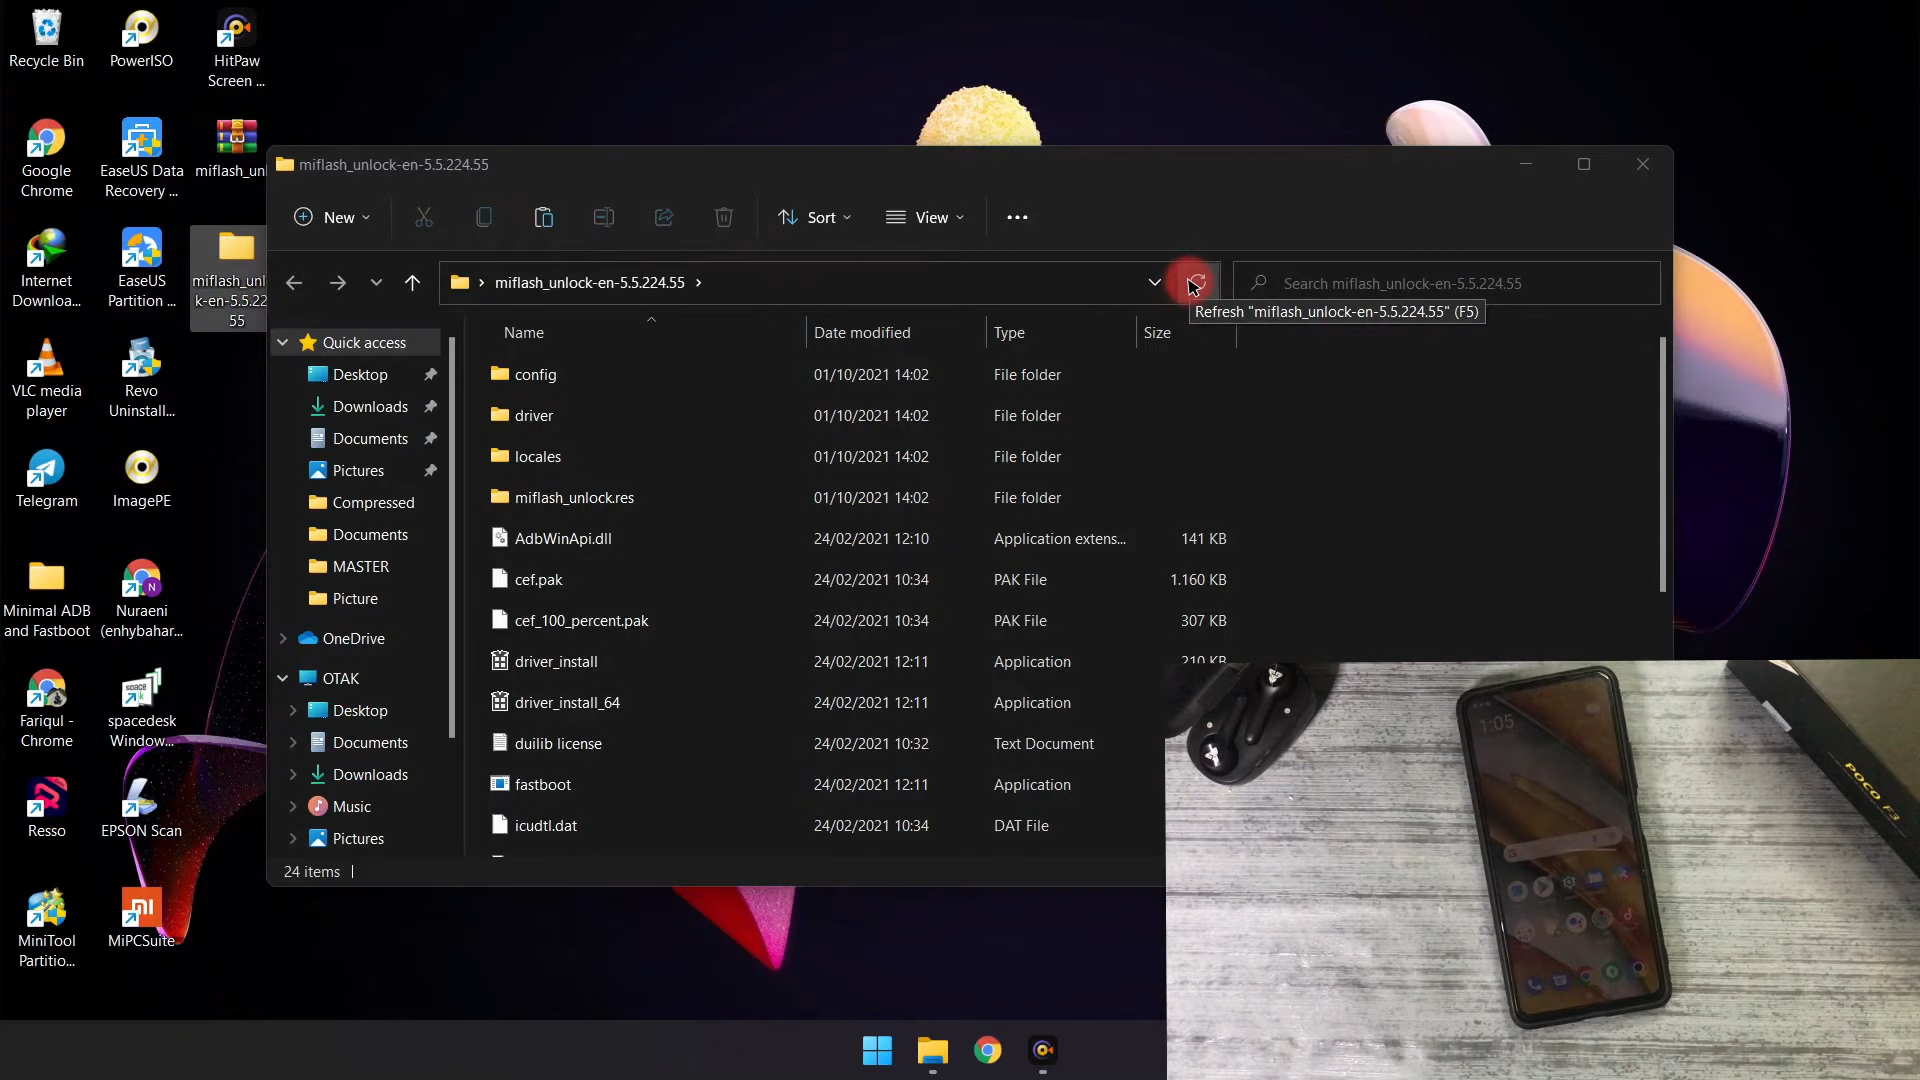 Recycle Bin
PowerISO
HitPaw
Screen ...
Google
Chrome
EaseUS Data
Recovery ...
miflash_un
Internet
Downloa...
EaseUS
Partition ...
miflash_unl
k-en-5.5.22
55
VLC media
player
Revo
Uninstall...
Telegram
ImagePE
Minimal ADB
and Fastboot
Nuraeni
(enhybahar...
Fariqul -
Chrome
spacedesk
Window...
Resso
EPSON Scan
MiniTool
Partitio...
MiPCSuite
miflash_unlock-en-5.5.224.55
New
Sort
View
miflash_unlock-en-5.5.224.55
Search miflash_unlock-en-5.5.224.55
Refresh "miflash_unlock-en-5.5.224.55" (F5)
Quick access
Desktop
Downloads
Documents
Pictures
Compressed
Documents
MASTER
Picture
OneDrive
OTAK
Desktop
Documents
Downloads
Music
Pictures
Name Date modified Type Size
config 01/10/2021 14:02 File folder
driver 01/10/2021 14:02 File folder
locales 01/10/2021 14:02 File folder
miflash_unlock.res 01/10/2021 14:02 File folder
AdbWinApi.dll 24/02/2021 12:10 Application extens... 141 KB
cef.pak 24/02/2021 10:34 PAK File 1.160 KB
cef_100_percent.pak 24/02/2021 10:34 PAK File 307 KB
driver_install 24/02/2021 12:11 Application 210 KB
driver_install_64 24/02/2021 12:11 Application
duilib license 24/02/2021 10:32 Text Document
fastboot 24/02/2021 12:11 Application
icudtl.dat 24/02/2021 10:34 DAT File
24 items
1:05
POCO F3